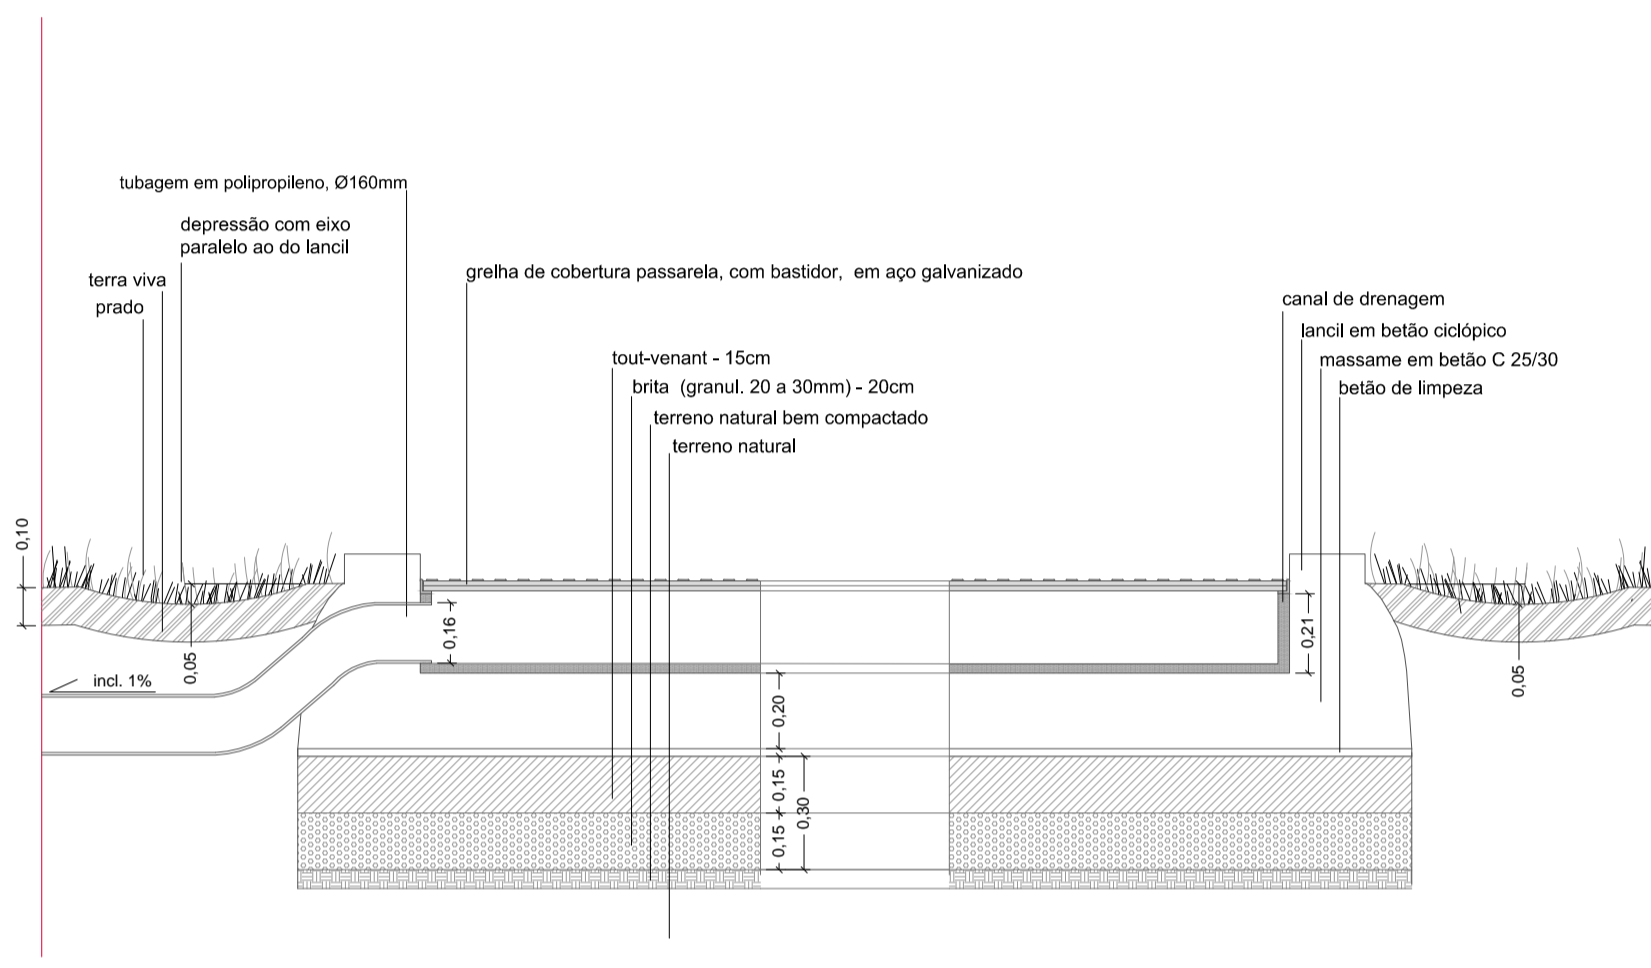 tubagem em polipropileno, Ø160mm
depressão com eixo
paralelo ao do lancil
terra viva
prado
grelha de cobertura passarela, com bastidor, em aço galvanizado
canal de drenagem
lancil em betão ciclópico
massame em betão C 25/30
betão de limpeza
tout-venant - 15cm
brita (granul. 20 a 30mm) - 20cm
terreno natural bem compactado
terreno natural
0,10
0,05
incl. 1%
0,16
0,21
0,05
0,20
0,15
0,30
0,15